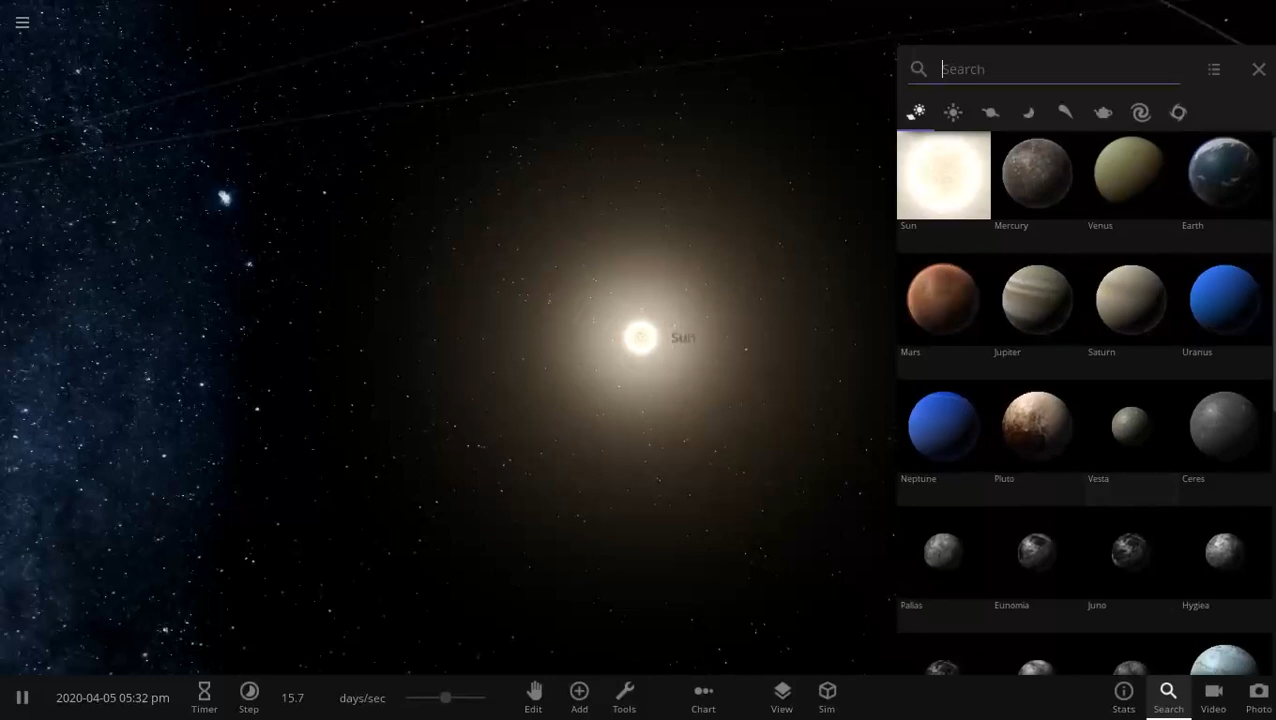 Search
Sun
Mercury
Venus
Earth
Sun
Mars
Jupiter
Saturn
Uranus
Neptune
Pluto
Vesta
Ceres
Pallas
Eunomia
Juno
Hygiea
2020-04-05 05:32 pm
Timer
Step
15.7
days/sec
Edit
Add
Tools
Chart
View
Sim
Stats
Search
Video
Photo